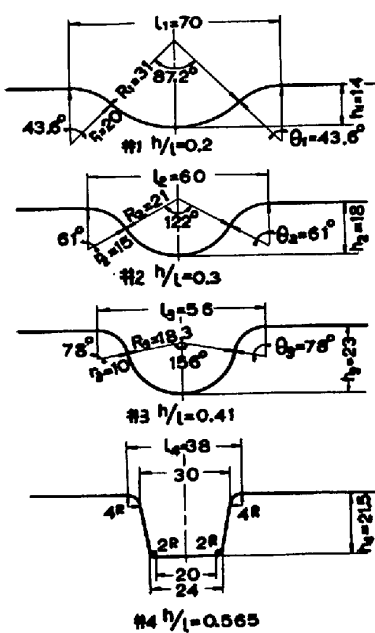 l₁=70
R₁=31
87.2°
43.6°
r₁=20
θ₁=43.6°
h₁=14
#1 h/l=0.2
l₂=60
R₂=21
122°
61°
r₂=15
θ₂=61°
h₂=18
#2 h/l=0.3
l₃=56
R₃=18.3
156°
78°
r₃=10
θ₃=78°
h₃=23
#3 h/l=0.41
l₄=38
30
4R
4R
2R
2R
20
24
h₄=21.5
#4 h/l=0.565